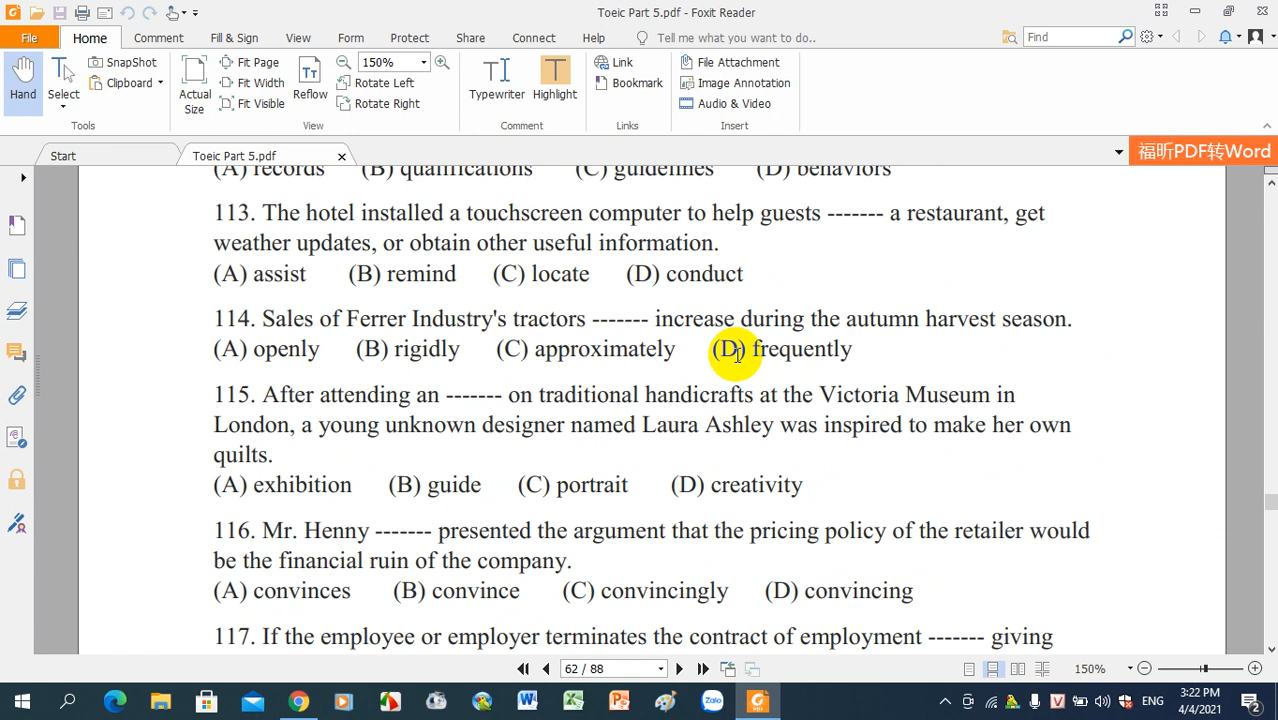 Toeic Part 5.pdf - Foxit Reader
File Home Comment Fill & Sign View Form Protect Share Connect Help Tell me what you want to do.. Find
Hand
Select
SnapShot
Clipboard
Tools
Actual Size
Fit Page
Fit Width
Fit Visible
Reflow
150%
Rotate Left
Rotate Right
View
Typewriter
Highlight
Comment
Link
Bookmark
Links
File Attachment
Image Annotation
Audio & Video
Insert
Start Toeic Part 5.pdf 福昕PDF转Word
(A) records (B) qualifications (C) guidelines (D) behaviors
113. The hotel installed a touchscreen computer to help guests ------- a restaurant, get
weather updates, or obtain other useful information.
(A) assist (B) remind (C) locate (D) conduct
114. Sales of Ferrer Industry's tractors ------- increase during the autumn harvest season.
(A) openly (B) rigidly (C) approximately (D) frequently
115. After attending an ------- on traditional handicrafts at the Victoria Museum in
London, a young unknown designer named Laura Ashley was inspired to make her own
quilts.
(A) exhibition (B) guide (C) portrait (D) creativity
116. Mr. Henny ------- presented the argument that the pricing policy of the retailer would
be the financial ruin of the company.
(A) convinces (B) convince (C) convincingly (D) convincing
117. If the employee or employer terminates the contract of employment ------- giving
62 / 88 150%
Zalo ENG 3:22 PM
4/4/2021 2